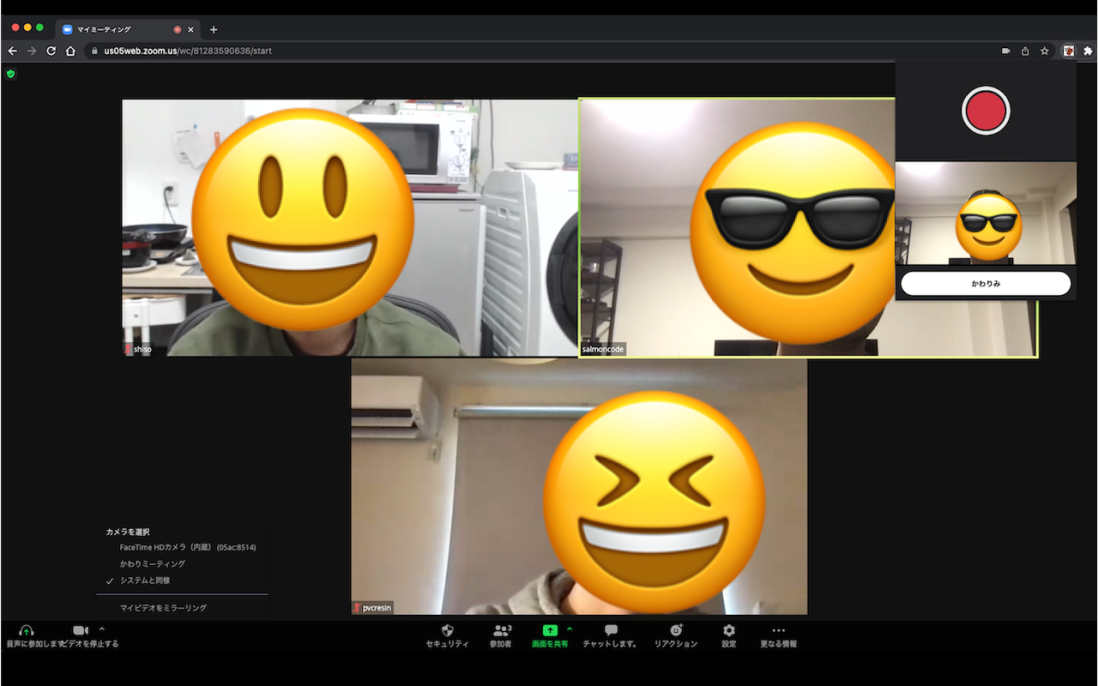 マイミーティング
us05web.zoom.us/wc/81283590636/start
かわりみ
shiso
salmoncode
pvcresin
カメラを選択
FaceTime HDカメラ（内蔵） (05ac:8514)
かわりミーティング
システムと同様
マイビデオをミラーリング
音声に参加しますビデオを停止する
セキュリティ
3
参加者
画面を共有
チャットします。
リアクション
設定
更なる情報